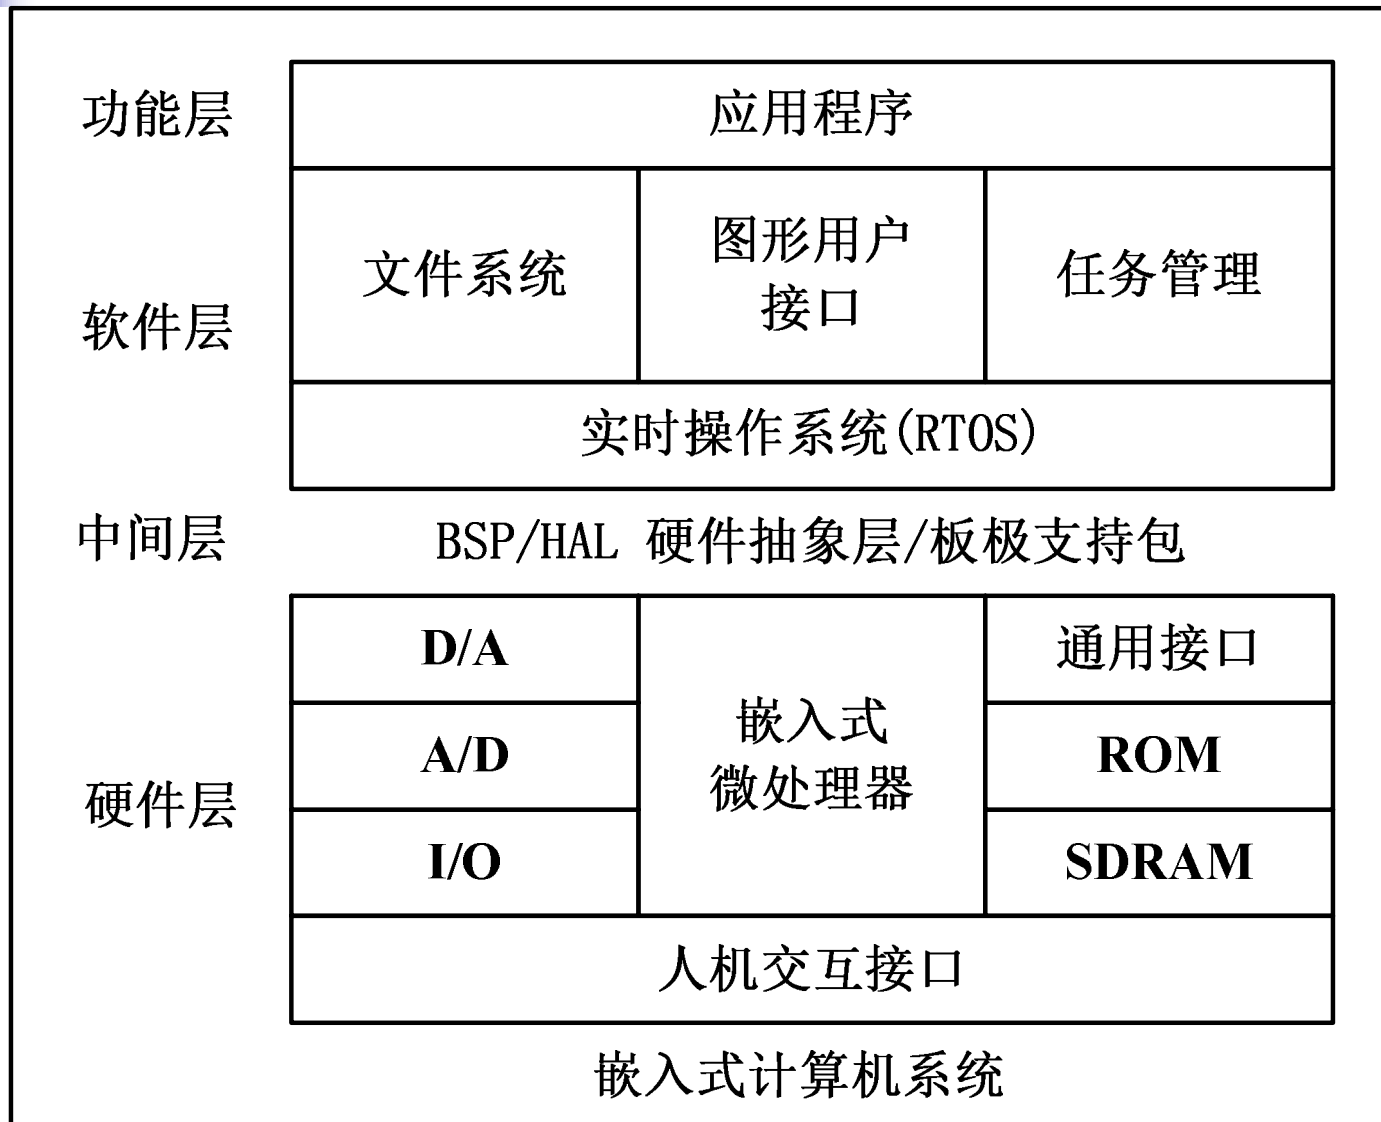 功能层
应用程序
文件系统
图形用户
接口
任务管理
软件层
实时操作系统(RTOS)
中间层
BSP/HAL 硬件抽象层/板极支持包
D/A
通用接口
嵌入式
微处理器
A/D
ROM
硬件层
I/O
SDRAM
人机交互接口
嵌入式计算机系统